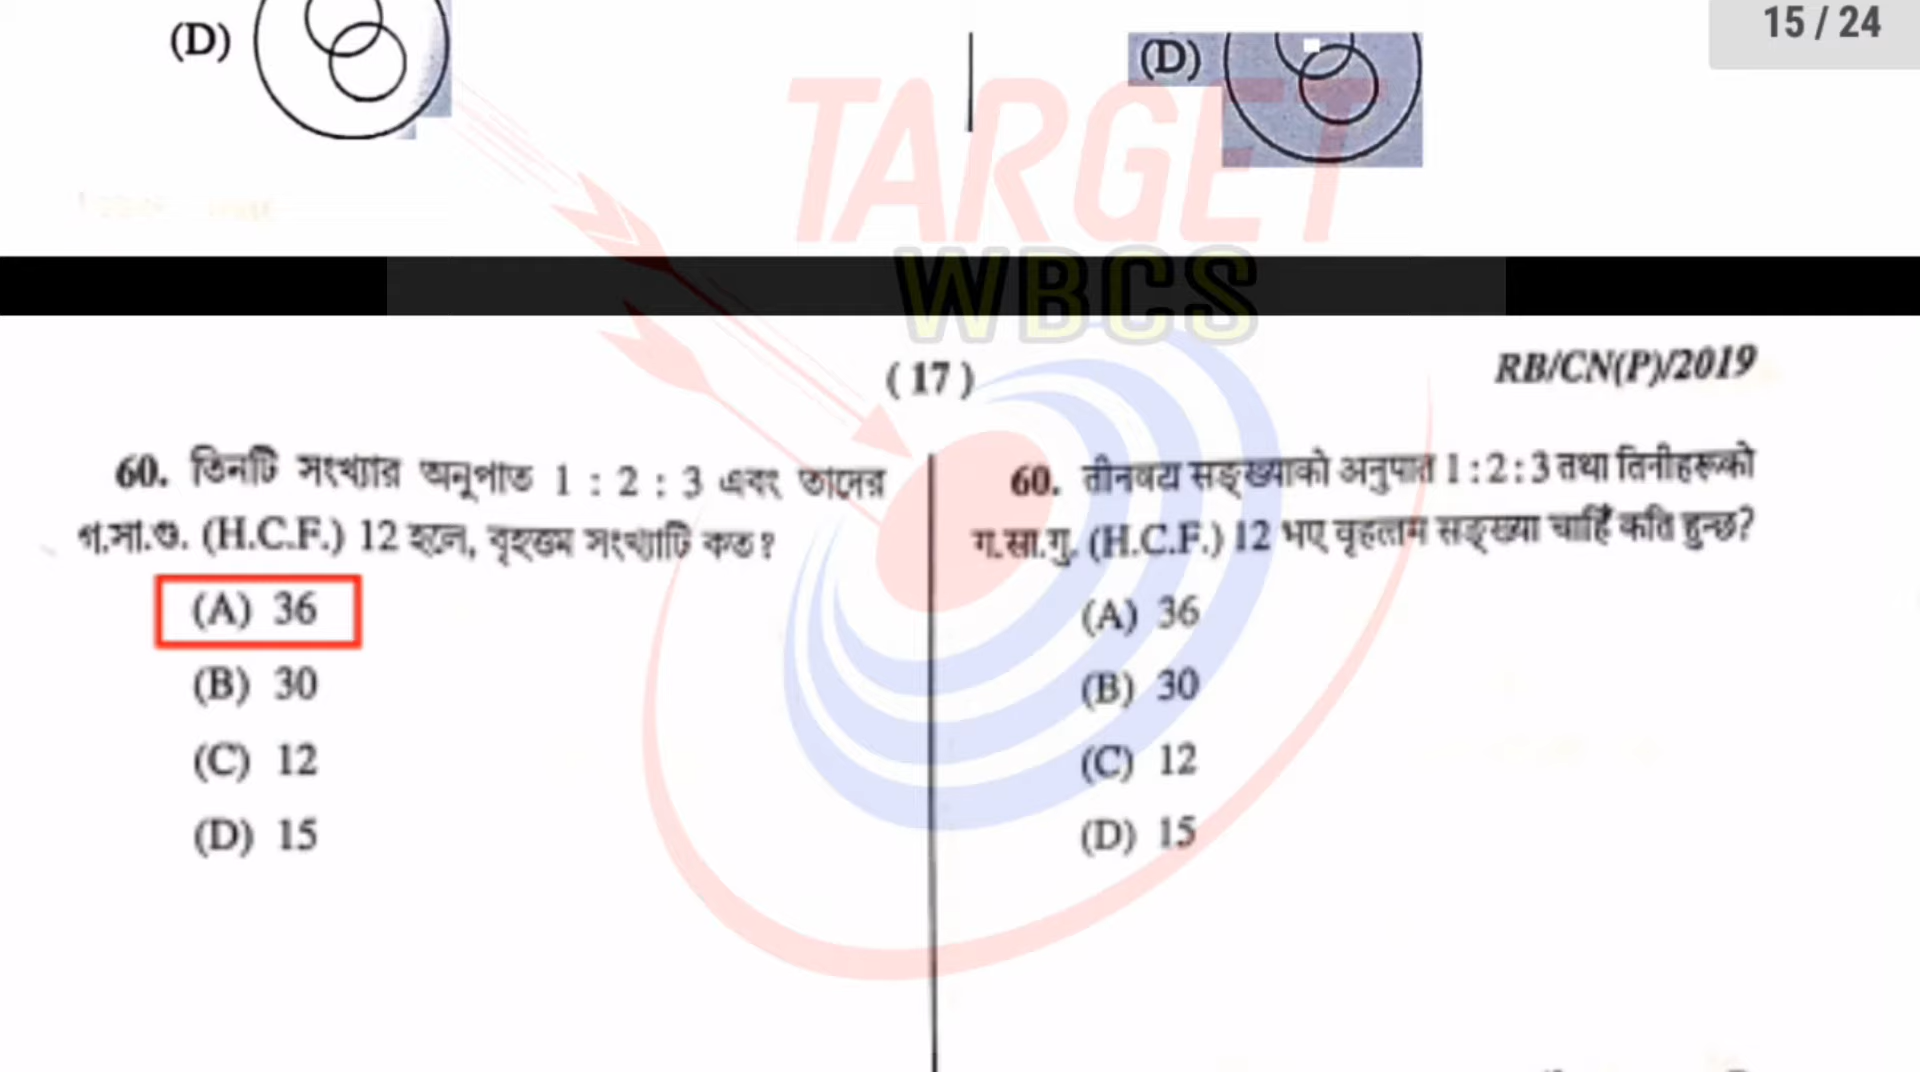 15 / 24
(D)
(D)
TARGET
WBCS
( 17 )
RB/CN(P)/2019
60. তিনটি সংখ্যার অনুপাত 1 : 2 : 3 এবং তাদের
গ.সা.গু. (H.C.F.) 12 হলে, বৃহত্তম সংখ্যাটি কত?
(A) 36
(B) 30
(C) 12
(D) 15
60. तीनवटा सङ्ख्याको अनुपात 1 : 2 : 3 तथा तिनीहरूको
ग.सा.गु. (H.C.F.) 12 भए वृहत्तम सङ्ख्या चाहिँ कति हुन्छ?
(A) 36
(B) 30
(C) 12
(D) 15